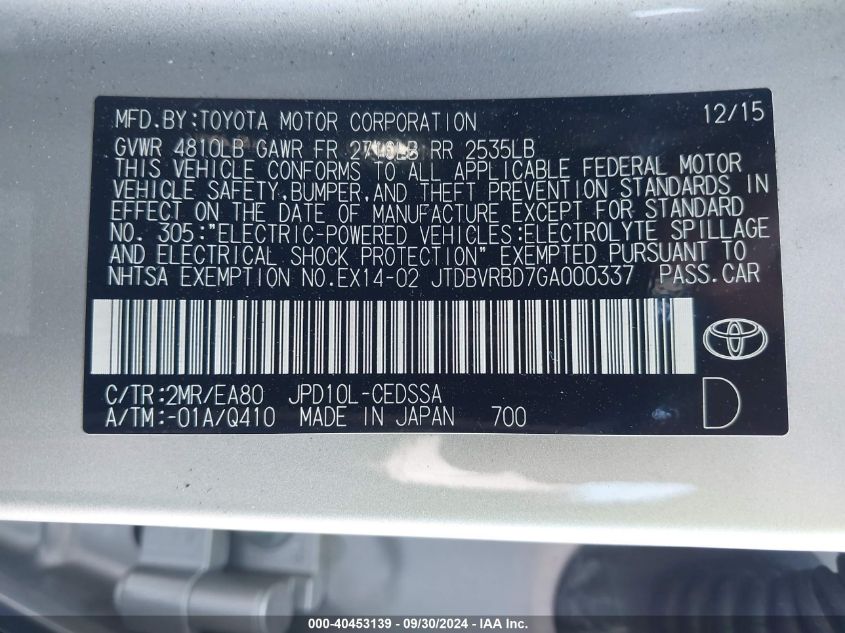 MFD.BY:TOYOTA MOTOR CORPORATION 12/15
GVWR 4810LB GAWR FR LB RR 2535LB
THIS VEHICLE CONFORMS TO ALL APPLICABLE FEDERAL MOTOR
VEHICLE SAFETY,BUMPER,AND THEFT PREVENTION STANDARDS IN
EFFECT ON THE DATE OF MANUFACTURE EXCEPT FOR STANDARD
NO. 305:"ELECTRIC-POWERED VEHICLES:ELECTROLYTE SPILLAGE
AND ELECTRICAL SHOCK PROTECTION" EXEMPTED PURSUANT TO
NHTSA EXEMPTION NO.EX14-02 JTDBVRBD7GA000337 PASS.CAR
C/TR:2MR/EA80 JPD10L-CEDSSA
A/TM:-01A/Q410 MADE IN JAPAN 700
D
000-40453139 - 09/30/2024 - IAA Inc.